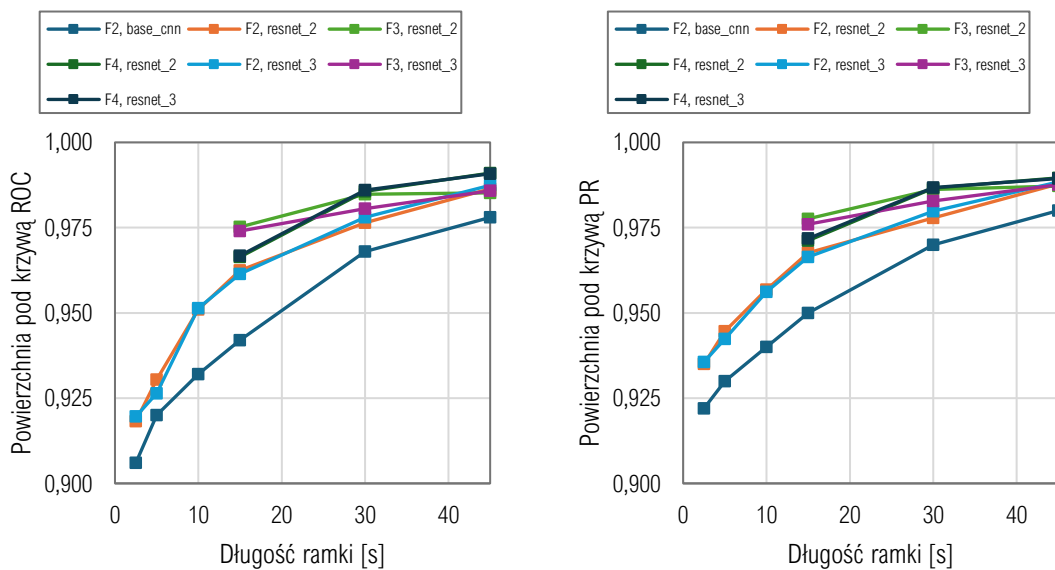 F2, base_cnn F2, resnet_2 F3, resnet_2
F4, resnet_2 F2, resnet_3 F3, resnet_3
F4, resnet_3
1,000
0,975
0,950
0,925
0,900
0 10 20 30 40
Powierzchnia pod krzywą ROC
Długość ramki [s]
F2, base_cnn F2, resnet_2 F3, resnet_2
F4, resnet_2 F2, resnet_3 F3, resnet_3
F4, resnet_3
1,000
0,975
0,950
0,925
0,900
0 10 20 30 40
Powierzchnia pod krzywą PR
Długość ramki [s]